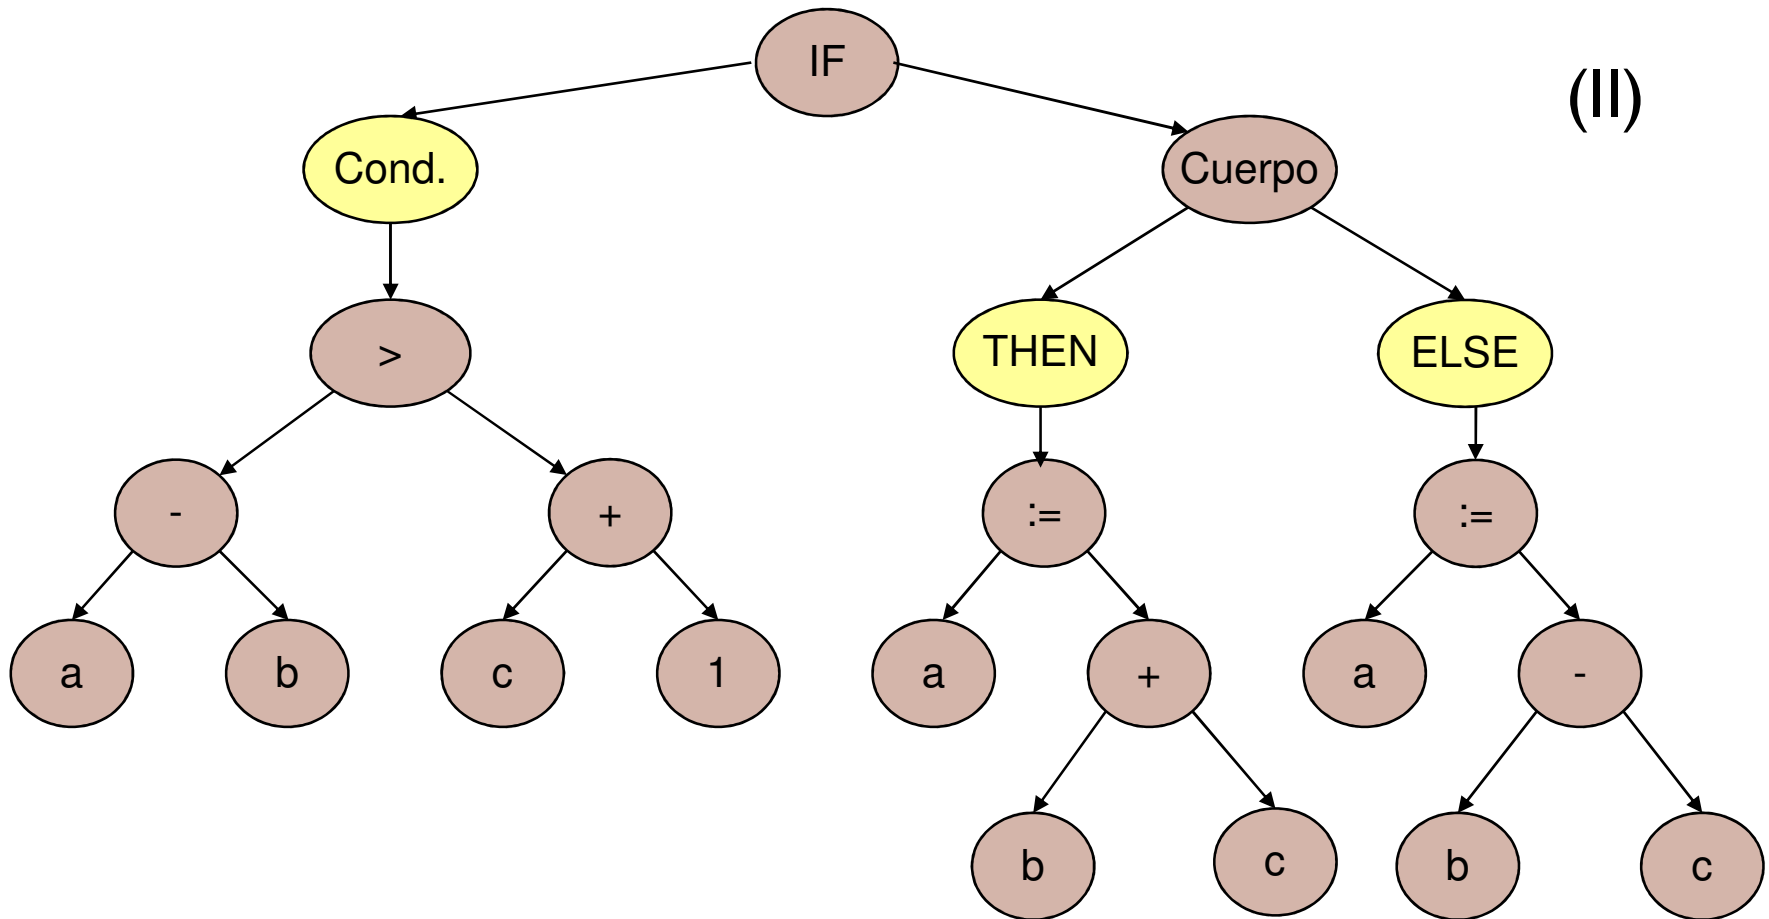 IF
(II)
Cond.
Cuerpo
>
THEN
ELSE
-
+
:=
:=
a
b
c
1
a
+
a
-
b
c
b
c